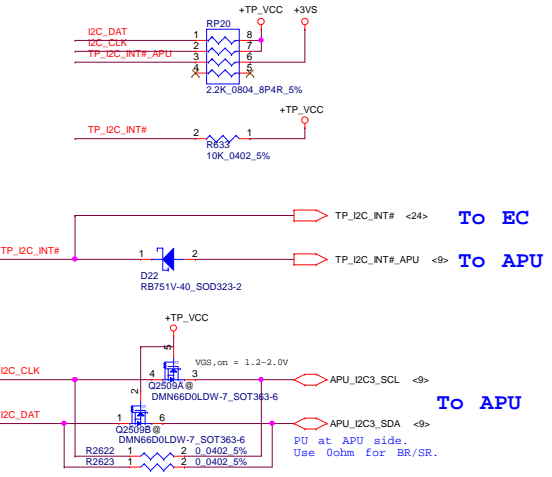 +TP_VCC +3VS
RP20
I2C_DAT 1 8
I2C_CLK 2 7
TP_I2C_INT#_APU 3 6
4 5
2.2K_0804_8P4R_5%
+TP_VCC
TP_I2C_INT# 2 1
R633
10K_0402_5%
TP_I2C_INT# <24> To EC
TP_I2C_INT# 1 2 TP_I2C_INT#_APU <9> To APU
D22
RB751V-40_SOD323-2
+TP_VCC
5
VGS,on = 1.2-2.0V
I2C_CLK 4 3 APU_I2C3_SCL <9>
Q2509A@
2 DMN66D0LDW-7_SOT363-6
To APU
I2C_DAT 1 6 APU_I2C3_SDA <9>
Q2509B@
DMN66D0LDW-7_SOT363-6 PU at APU side.
R2622 1 2 0_0402_5% Use 0ohm for BR/SR.
R2623 1 2 0_0402_5%